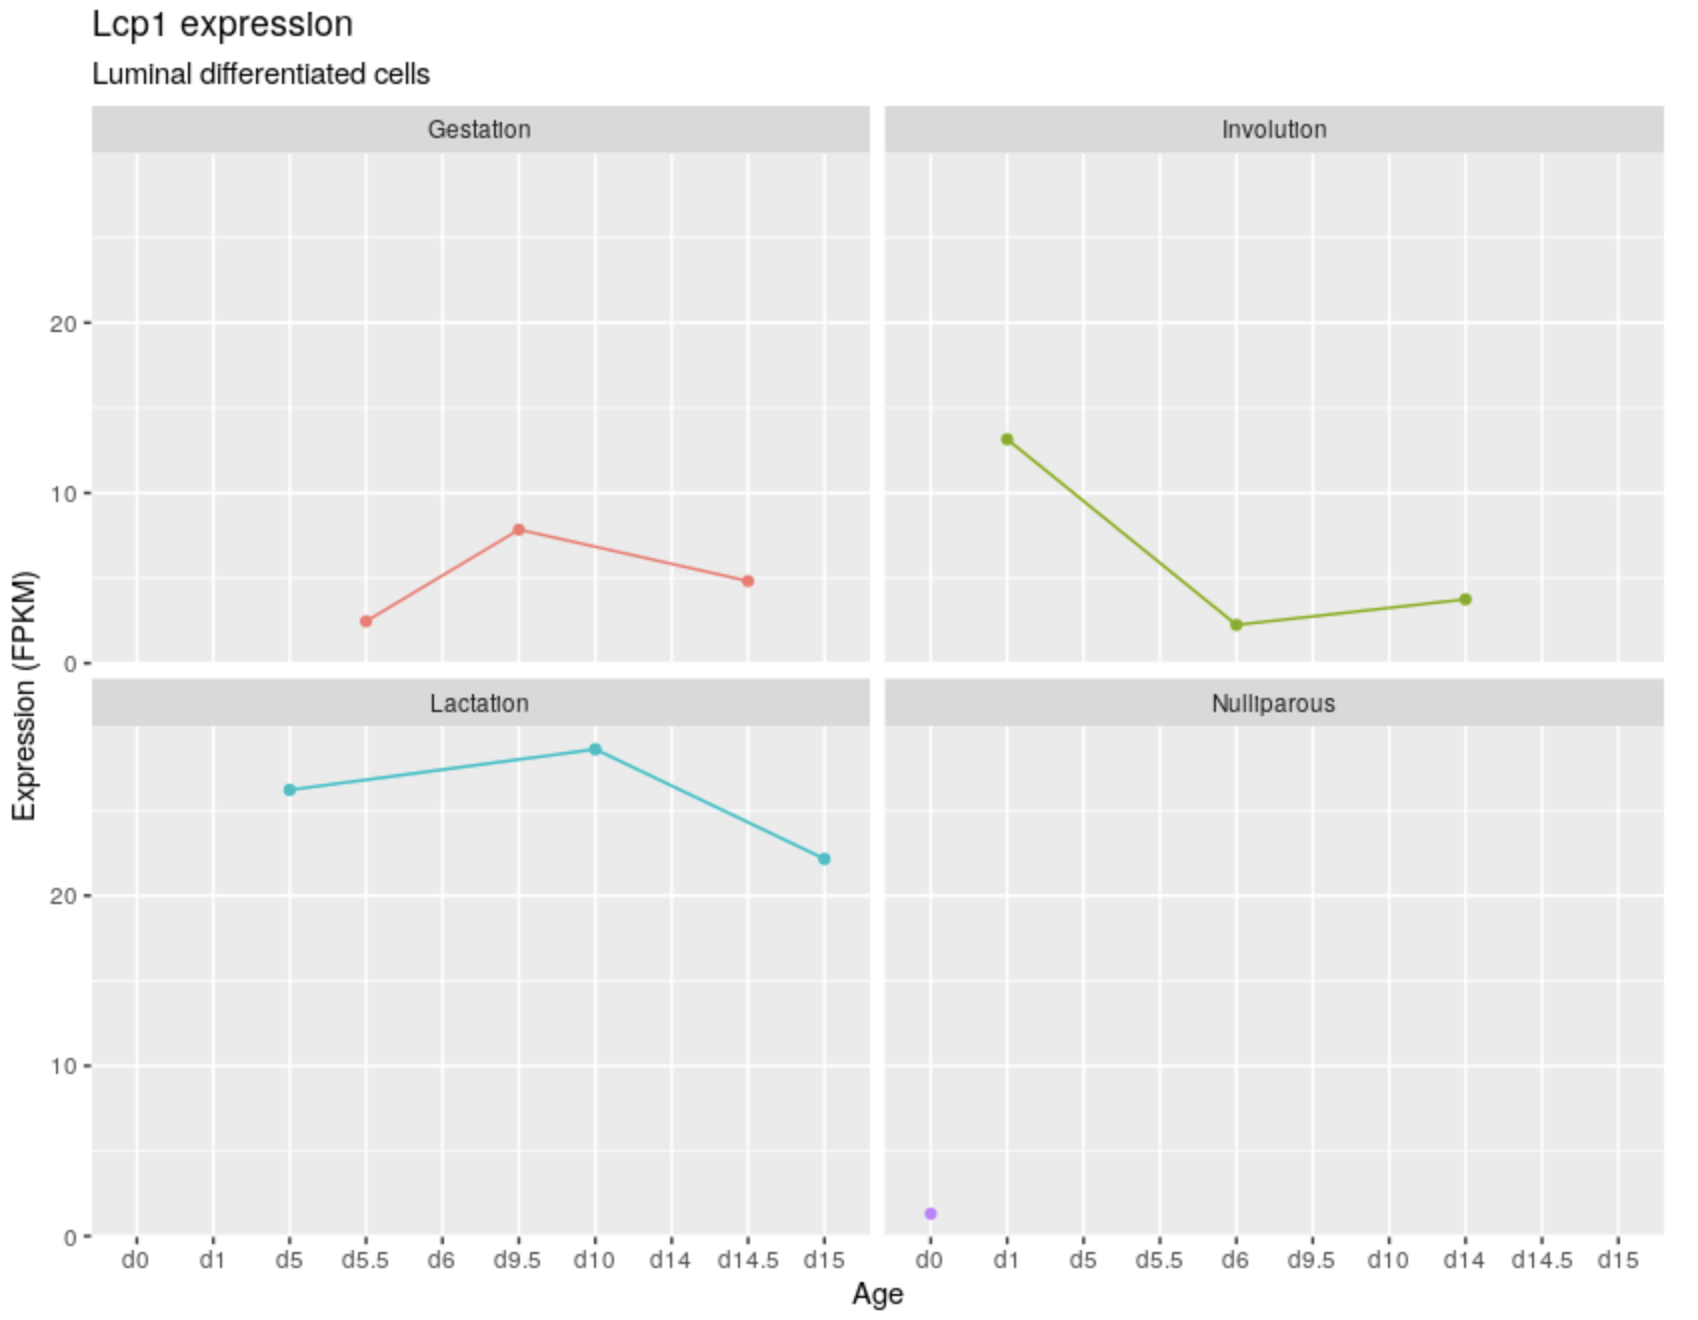 Lcp1 expression
Luminal differentiated cells
Gestation
Involution
20
10
0
Lactation
Nulliparous
20
10
0
Expression (FPKM)
d0 d1 d5 d5.5 d6 d9.5 d10 d14 d14.5 d15
d0 d1 d5 d5.5 d6 d9.5 d10 d14 d14.5 d15
Age